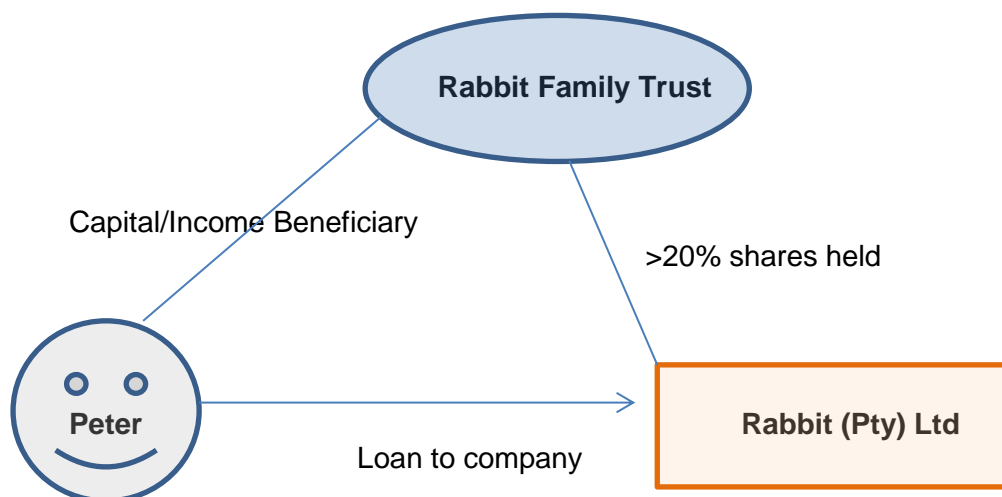 Rabbit Family Trust
Capital/Income Beneficiary
>20% shares held
Peter
Rabbit (Pty) Ltd
Loan to company